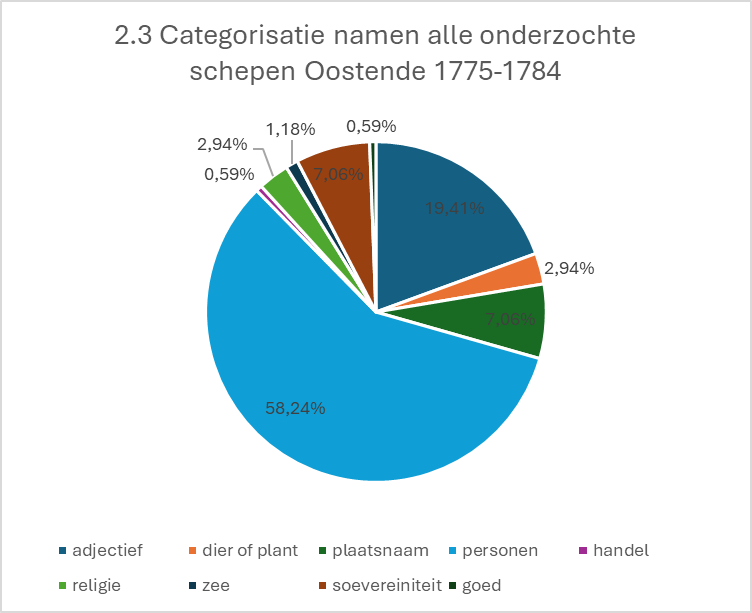 2.3 Categorisatie namen alle onderzochte
schepen Oostende 1775-1784
0,59%
1,18%
2,94%
0,59%
7,06%
19,41%
2,94%
7,06%
58,24%
adjectief
dier of plant
plaatsnaam
personen
handel
religie
zee
soevereiniteit
goed